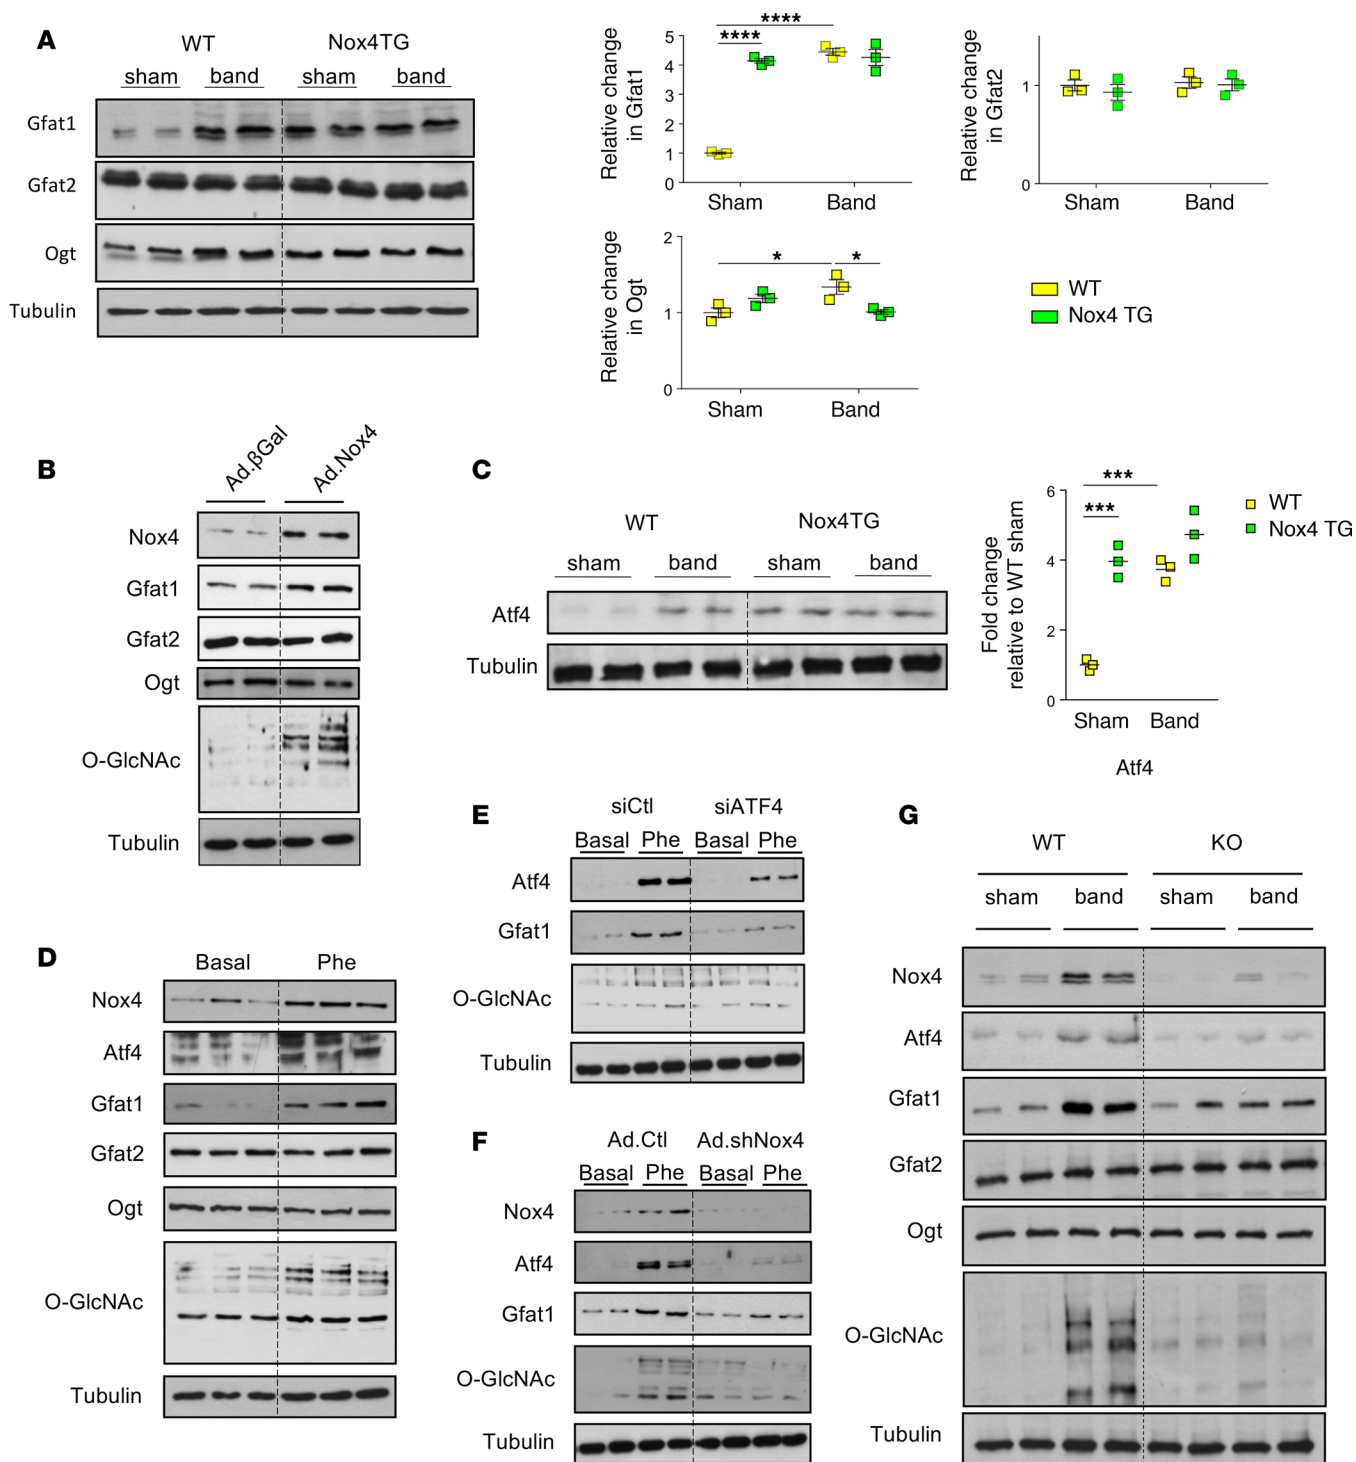 A
WT
Nox4TG
sham
band
sham
band
Gfat1
Gfat2
Ogt
Tubulin
Relative change
in Gfat1
5
4
3
2
1
0
****
****
Sham
Band
Relative change
in Gfat2
1
0
Sham
Band
Relative change
in Ogt
2
1
0
*
*
Sham
Band
WT
Nox4 TG
B
Ad.βGal
Ad.Nox4
Nox4
Gfat1
Gfat2
Ogt
O-GlcNAc
Tubulin
C
WT
Nox4TG
sham
band
sham
band
Atf4
Tubulin
Fold change
relative to WT sham
6
4
2
0
***
***
Sham
Band
Atf4
WT
Nox4 TG
D
Basal
Phe
Nox4
Atf4
Gfat1
Gfat2
Ogt
O-GlcNAc
Tubulin
E
siCtl
siATF4
Basal
Phe
Basal
Phe
Atf4
Gfat1
O-GlcNAc
Tubulin
F
Ad.Ctl
Ad.shNox4
Basal
Phe
Basal
Phe
Nox4
Atf4
Gfat1
O-GlcNAc
Tubulin
G
WT
KO
sham
band
sham
band
Nox4
Atf4
Gfat1
Gfat2
Ogt
O-GlcNAc
Tubulin